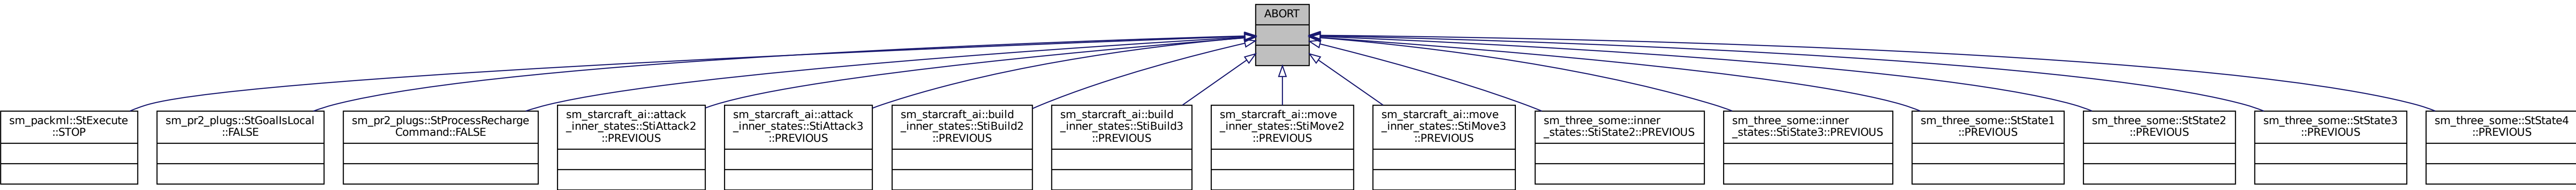 ABORT
sm_packml::StExecute
::STOP
sm_pr2_plugs::StGoalIsLocal
::FALSE
sm_pr2_plugs::StProcessRecharge
Command::FALSE
sm_starcraft_ai::attack
_inner_states::StiAttack2
::PREVIOUS
sm_starcraft_ai::attack
_inner_states::StiAttack3
::PREVIOUS
sm_starcraft_ai::build
_inner_states::StiBuild2
::PREVIOUS
sm_starcraft_ai::build
_inner_states::StiBuild3
::PREVIOUS
sm_starcraft_ai::move
_inner_states::StiMove2
::PREVIOUS
sm_starcraft_ai::move
_inner_states::StiMove3
::PREVIOUS
sm_three_some::inner
_states::StiState2::PREVIOUS
sm_three_some::inner
_states::StiState3::PREVIOUS
sm_three_some::StState1
::PREVIOUS
sm_three_some::StState2
::PREVIOUS
sm_three_some::StState3
::PREVIOUS
sm_three_some::StState4
::PREVIOUS